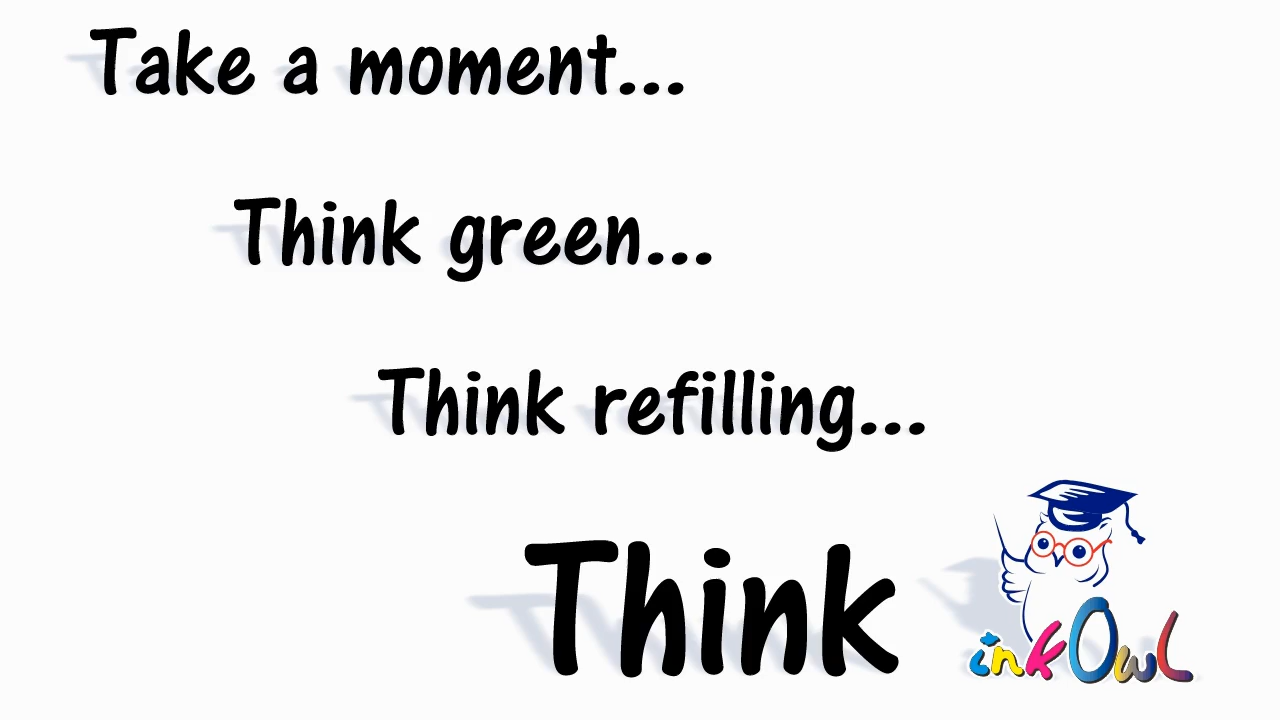 Take a moment...
Think green...
Think refilling...
Think inkOwl